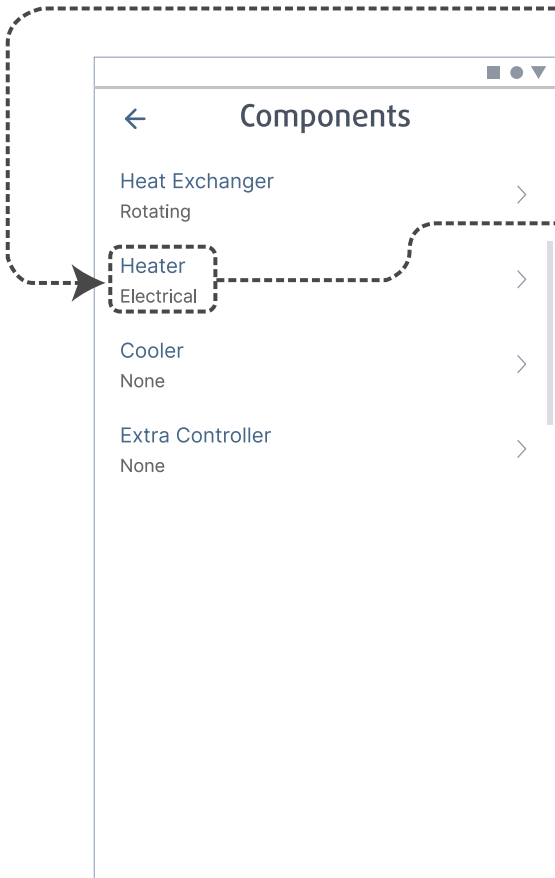 Components
Heat Exchanger
Rotating
Heater
Electrical
Cooler
None
Extra Controller
None